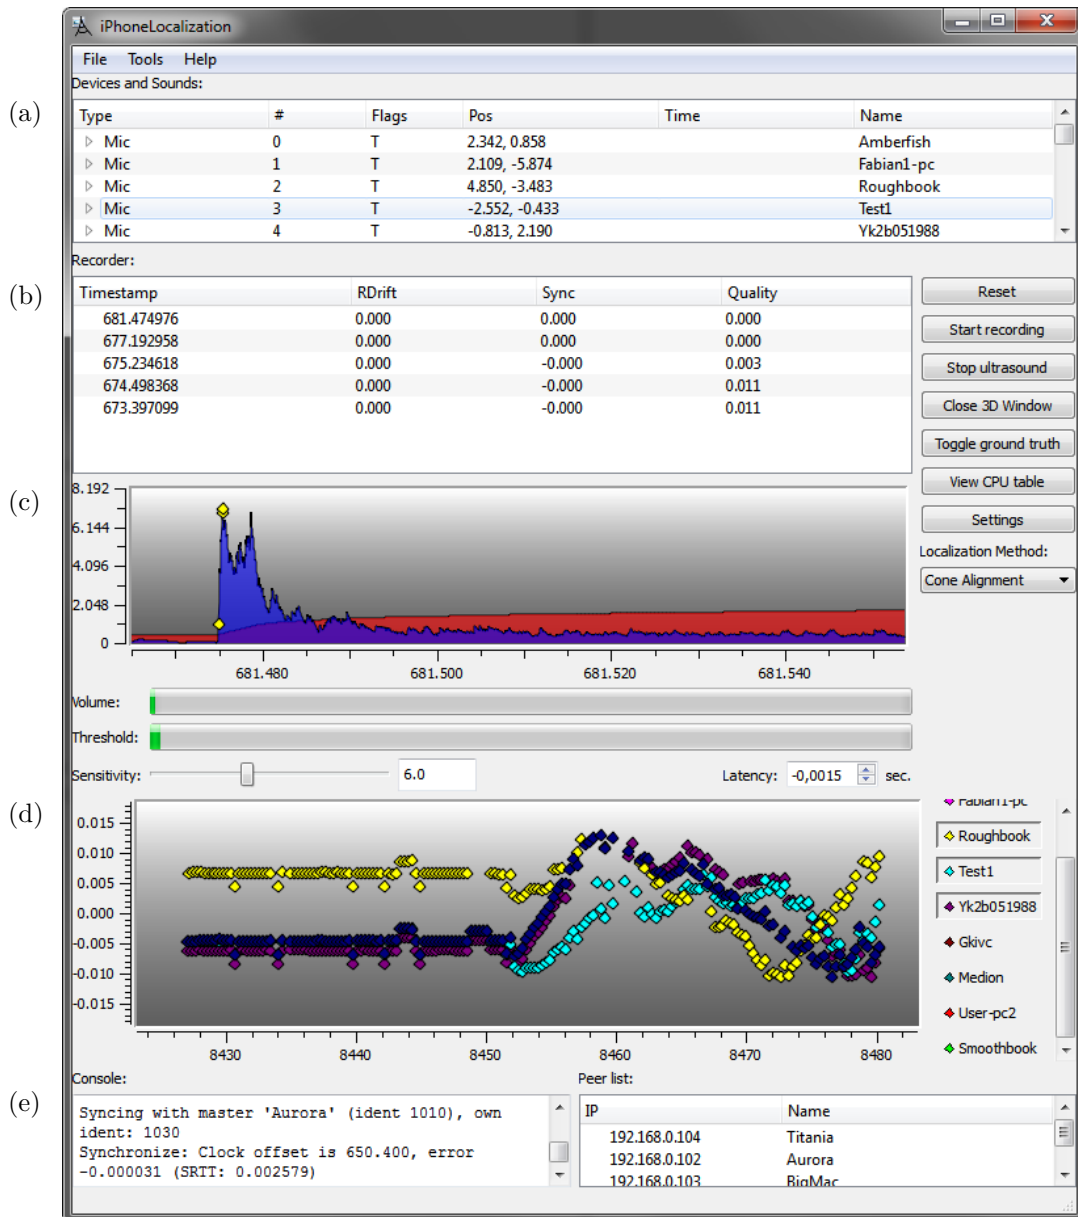 iPhoneLocalization
File Tools Help
Devices and Sounds:
(a)
Type # Flags Pos Time Name
Mic 0 T 2.342, 0.858 Amberfish
Mic 1 T 2.109, -5.874 Fabian1-pc
Mic 2 T 4.850, -3.483 Roughbook
Mic 3 T -2.552, -0.433 Test1
Mic 4 T -0.813, 2.190 Yk2b051988
Recorder:
(b)
Timestamp RDrift Sync Quality
681.474976 0.000 0.000 0.000
677.192958 0.000 0.000 0.000
675.234618 0.000 -0.000 0.003
674.498368 0.000 -0.000 0.011
673.397099 0.000 -0.000 0.011
Reset
Start recording
Stop ultrasound
Close 3D Window
Toggle ground truth
View CPU table
Settings
Localization Method:
Cone Alignment
(c)
8.192
6.144
4.096
2.048
0
681.480 681.500 681.520 681.540
Volume:
Threshold:
Sensitivity: 6.0 Latency: -0,0015 sec.
(d)
0.015
0.010
0.005
0.000
-0.005
-0.010
-0.015
8430 8440 8450 8460 8470 8480
Fabian1-pc
Roughbook
Test1
Yk2b051988
Gkivc
Medion
User-pc2
Smoothbook
(e)
Console:
Syncing with master 'Aurora' (ident 1010), own
ident: 1030
Synchronize: Clock offset is 650.400, error
-0.000031 (SRTT: 0.002579)
Peer list:
IP Name
192.168.0.104 Titania
192.168.0.102 Aurora
192.168.0.103 BigMac